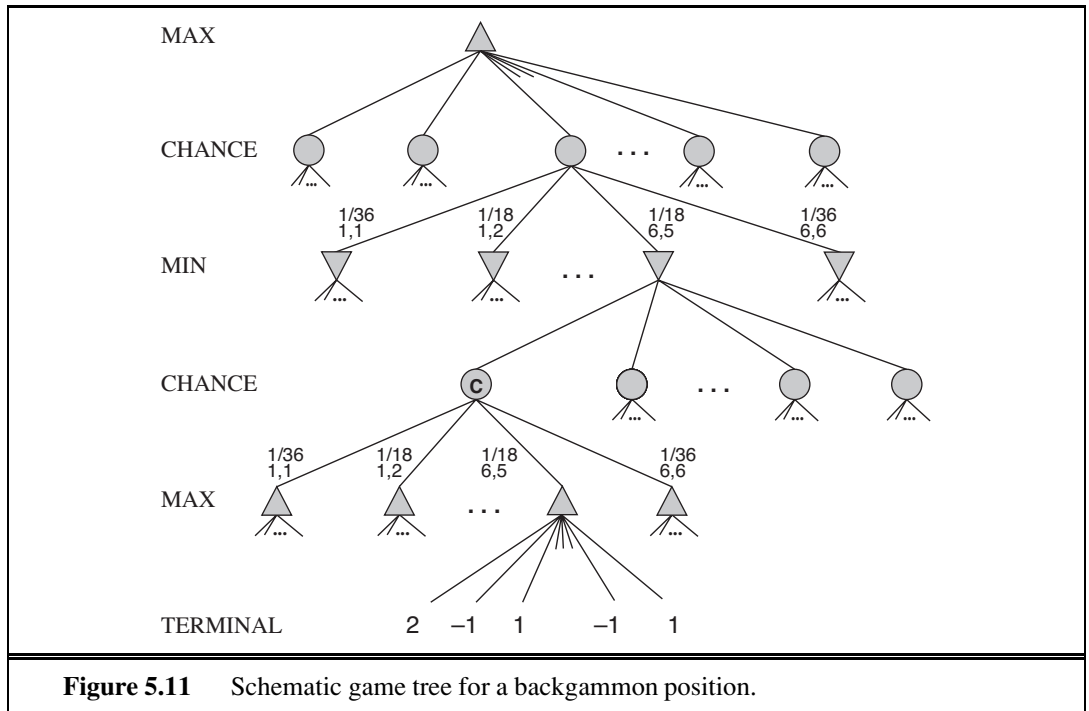 MAX
CHANCE
...
... ... ... ... ...
1/36 1/18 1/18 1/36
1,1 1,2 6,5 6,6
MIN
...
... ... ... ...
CHANCE
C
...
... ... ...
1/36 1/18 1/18 1/36
1,1 1,2 6,5 6,6
MAX
...
... ... ...
TERMINAL 2 –1 1 –1 1
Figure 5.11 Schematic game tree for a backgammon position.